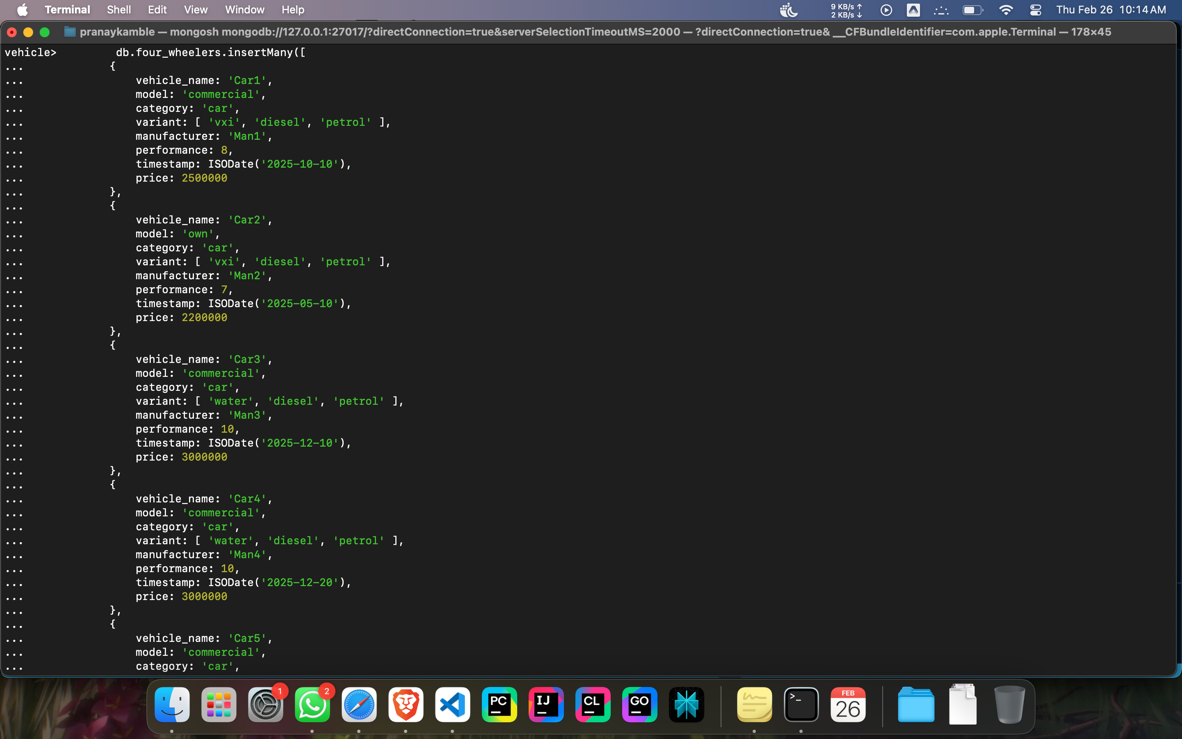 Terminal Shell Edit View Window Help 9 KB/s ↑ 2 KB/s ↓ Thu Feb 26 10:14 AM
pranaykamble — mongosh mongodb://127.0.0.1:27017/?directConnection=true&serverSelectionTimeoutMS=2000 — ?directConnection=true& __CFBundleIdentifier=com.apple.Terminal — 178×45
vehicle> db.four_wheelers.insertMany([
... {
... vehicle_name: 'Car1',
... model: 'commercial',
... category: 'car',
... variant: [ 'vxi', 'diesel', 'petrol' ],
... manufacturer: 'Man1',
... performance: 8,
... timestamp: ISODate('2025-10-10'),
... price: 2500000
... },
... {
... vehicle_name: 'Car2',
... model: 'own',
... category: 'car',
... variant: [ 'vxi', 'diesel', 'petrol' ],
... manufacturer: 'Man2',
... performance: 7,
... timestamp: ISODate('2025-05-10'),
... price: 2200000
... },
... {
... vehicle_name: 'Car3',
... model: 'commercial',
... category: 'car',
... variant: [ 'water', 'diesel', 'petrol' ],
... manufacturer: 'Man3',
... performance: 10,
... timestamp: ISODate('2025-12-10'),
... price: 3000000
... },
... {
... vehicle_name: 'Car4',
... model: 'commercial',
... category: 'car',
... variant: [ 'water', 'diesel', 'petrol' ],
... manufacturer: 'Man4',
... performance: 10,
... timestamp: ISODate('2025-12-20'),
... price: 3000000
... },
... {
... vehicle_name: 'Car5',
... model: 'commercial',
... category: 'car',
1 2 PC IJ CL GO >_ FEB 26